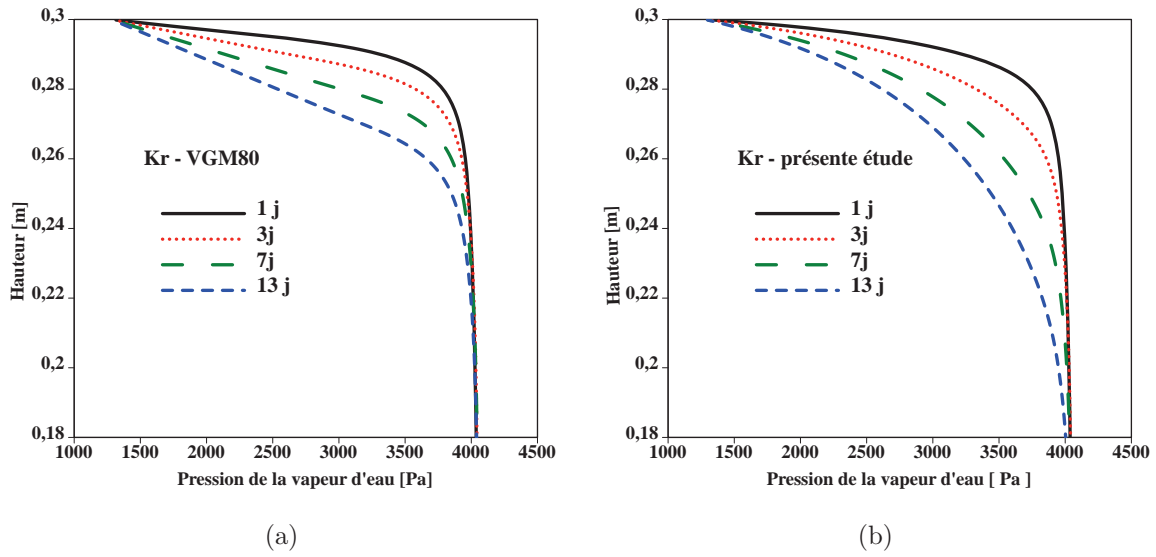 0,3
0,28
0,26
0,24
0,22
0,2
0,18
Hauteur [m]
Kr - VGM80
1 j
3j
7j
13 j
1000 1500 2000 2500 3000 3500 4000 4500
Pression de la vapeur d'eau [Pa]
(a)
0,3
0,28
0,26
0,24
0,22
0,2
0,18
Hauteur [m]
Kr - présente étude
1 j
3j
7j
13 j
1000 1500 2000 2500 3000 3500 4000 4500
Pression de la vapeur d'eau [ Pa ]
(b)